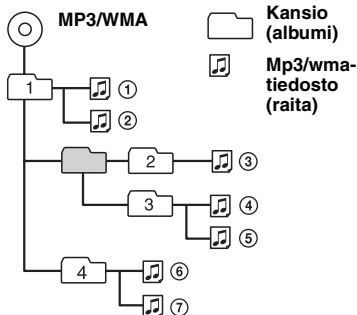 MP3/WMA
Kansio
(albumi)
Mp3/wma-
tiedosto
(raita)
1
①
②
2
③
3
④
⑤
4
⑥
⑦